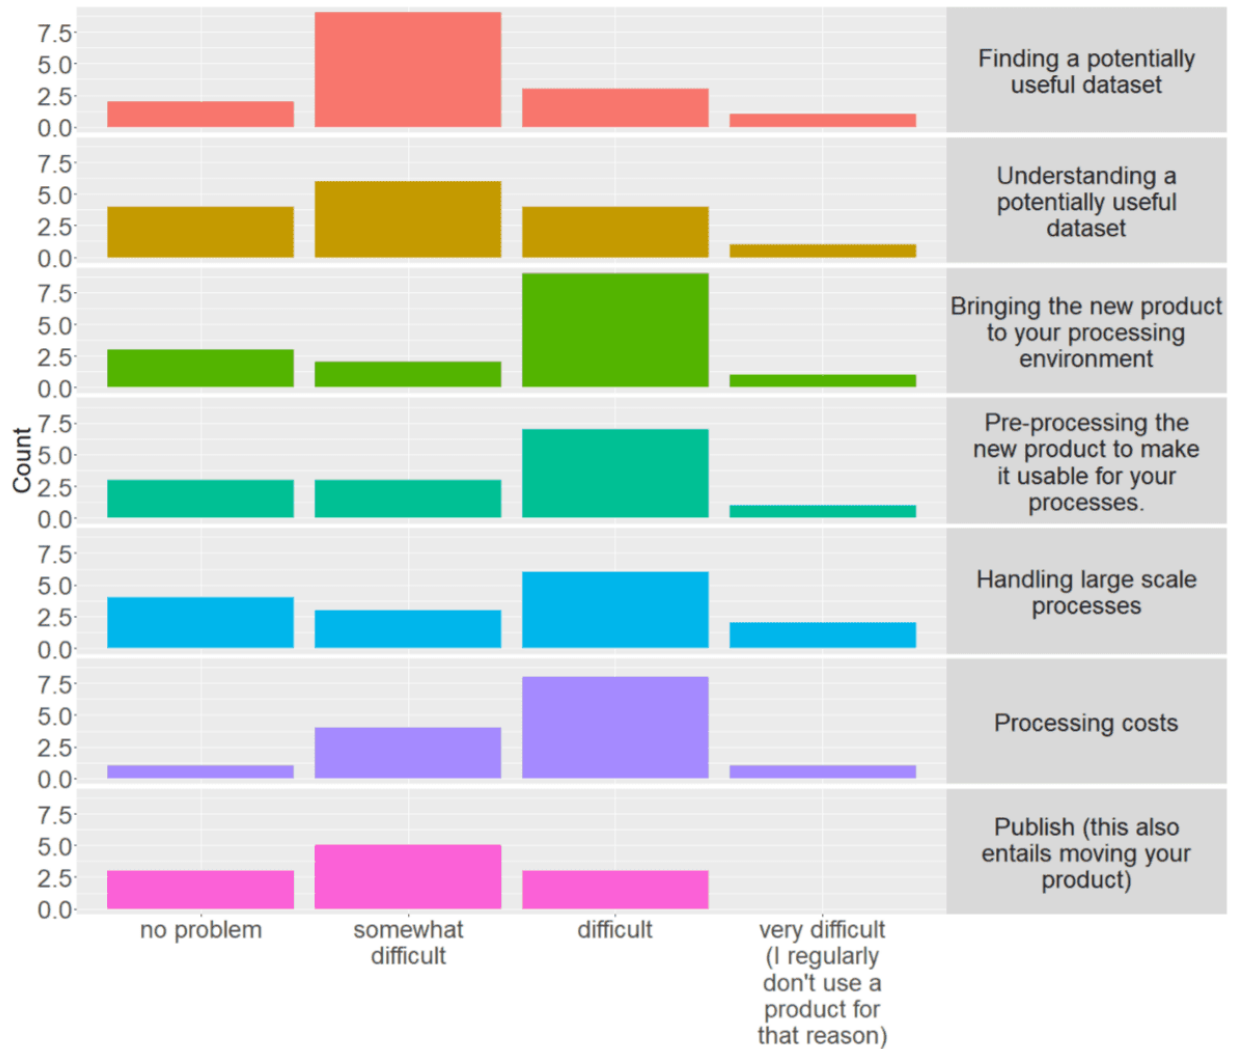 7.5
5.0
2.5
0.0
Finding a potentially
useful dataset
7.5
5.0
2.5
0.0
Understanding a
potentially useful
dataset
7.5
5.0
2.5
0.0
Bringing the new product
to your processing
environment
Count
7.5
5.0
2.5
0.0
Pre-processing the
new product to make
it usable for your
processes.
7.5
5.0
2.5
0.0
Handling large scale
processes
7.5
5.0
2.5
0.0
Processing costs
7.5
5.0
2.5
0.0
Publish (this also
entails moving your
product)
no problem
somewhat
difficult
difficult
very difficult
(I regularly
don't use a
product for
that reason)